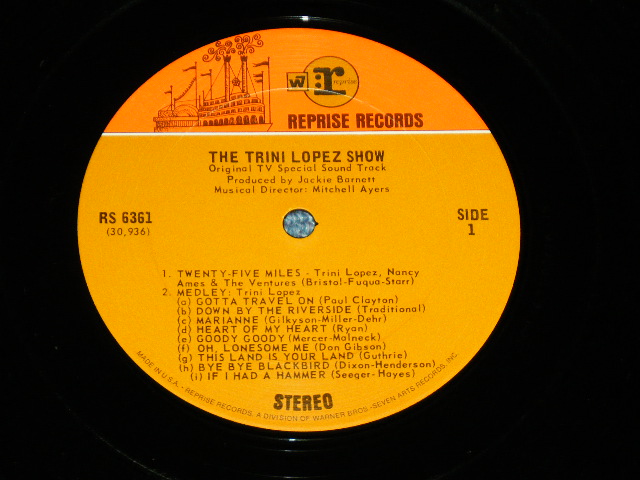 W
r
reprise
REPRISE RECORDS
THE TRINI LOPEZ SHOW
Original TV Special Sound Track
Produced by Jackie Barnett
Musical Director: Mitchell Ayers
RS 6361
(30,936)
SIDE
1
1. TWENTY-FIVE MILES - Trini Lopez, Nancy
Ames & The Ventures (Bristol-Fuqua-Starr)
2. MEDLEY: Trini Lopez
(a) GOTTA TRAVEL ON (Paul Clayton)
(b) DOWN BY THE RIVERSIDE (Traditional)
(c) MARIANNE (Gilkyson-Miller-Dehr)
(d) HEART OF MY HEART (Ryan)
(e) GOODY GOODY (Mercer-Malneck)
(f) OH, LONESOME ME (Don Gibson)
(g) THIS LAND IS YOUR LAND (Guthrie)
(h) BYE BYE BLACKBIRD (Dixon-Henderson)
(i) IF I HAD A HAMMER (Seeger-Hayes)
STEREO
MADE IN U.S.A. • REPRISE RECORDS, A DIVISION OF WARNER BROS.-SEVEN ARTS RECORDS, INC.